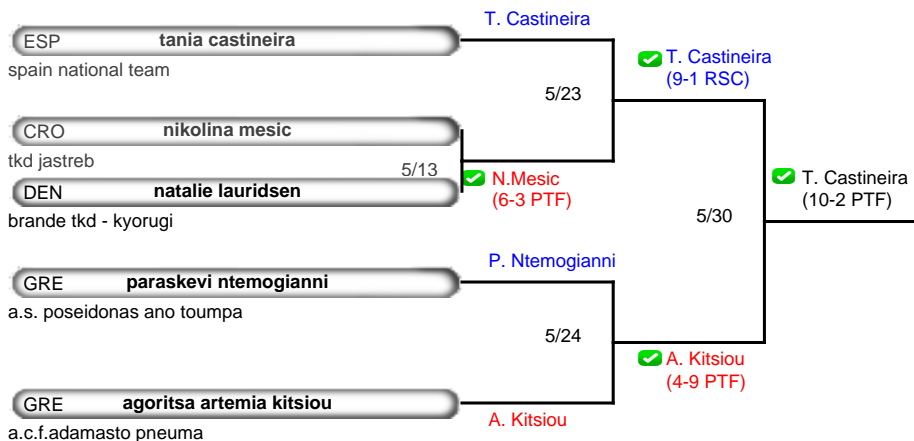 T. Castineira
ESP tania castineira
spain national team
5/23
T. Castineira
(9-1 RSC)
CRO nikolina mesic
tkd jastreb
5/13
N.Mesic
(6-3 PTF)
DEN natalie lauridsen
brande tkd - kyorugi
T. Castineira
(10-2 PTF)
5/30
P. Ntemogianni
GRE paraskevi ntemogianni
a.s. poseidonas ano toumpa
5/24
A. Kitsiou
(4-9 PTF)
GRE agoritsa artemia kitsiou
A. Kitsiou
a.c.f.adamasto pneuma